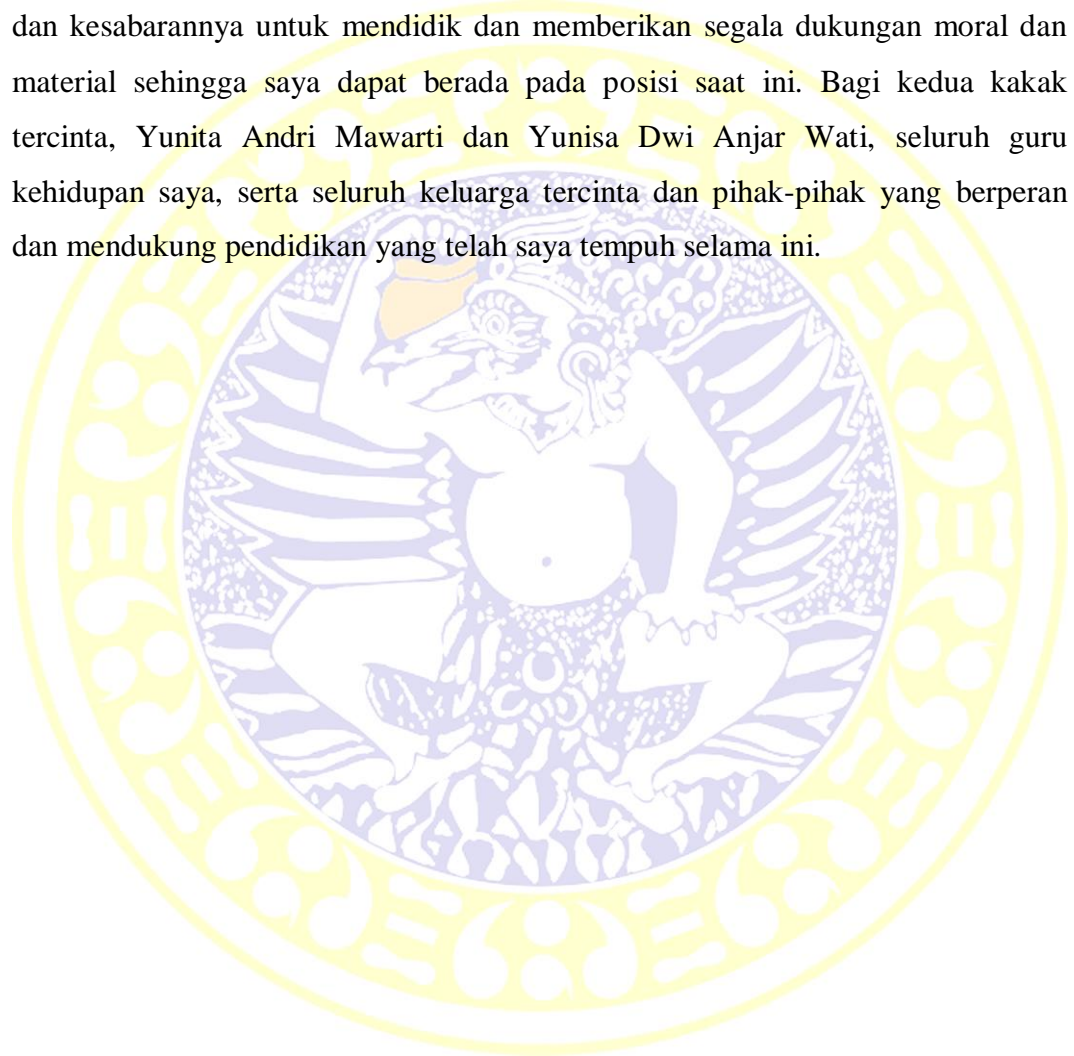 dan kesabarannya untuk mendidik dan memberikan segala dukungan moral dan
material sehingga saya dapat berada pada posisi saat ini. Bagi kedua kakak
tercinta, Yunita Andri Mawarti dan Yunisa Dwi Anjar Wati, seluruh guru
kehidupan saya, serta seluruh keluarga tercinta dan pihak-pihak yang berperan
dan mendukung pendidikan yang telah saya tempuh selama ini.